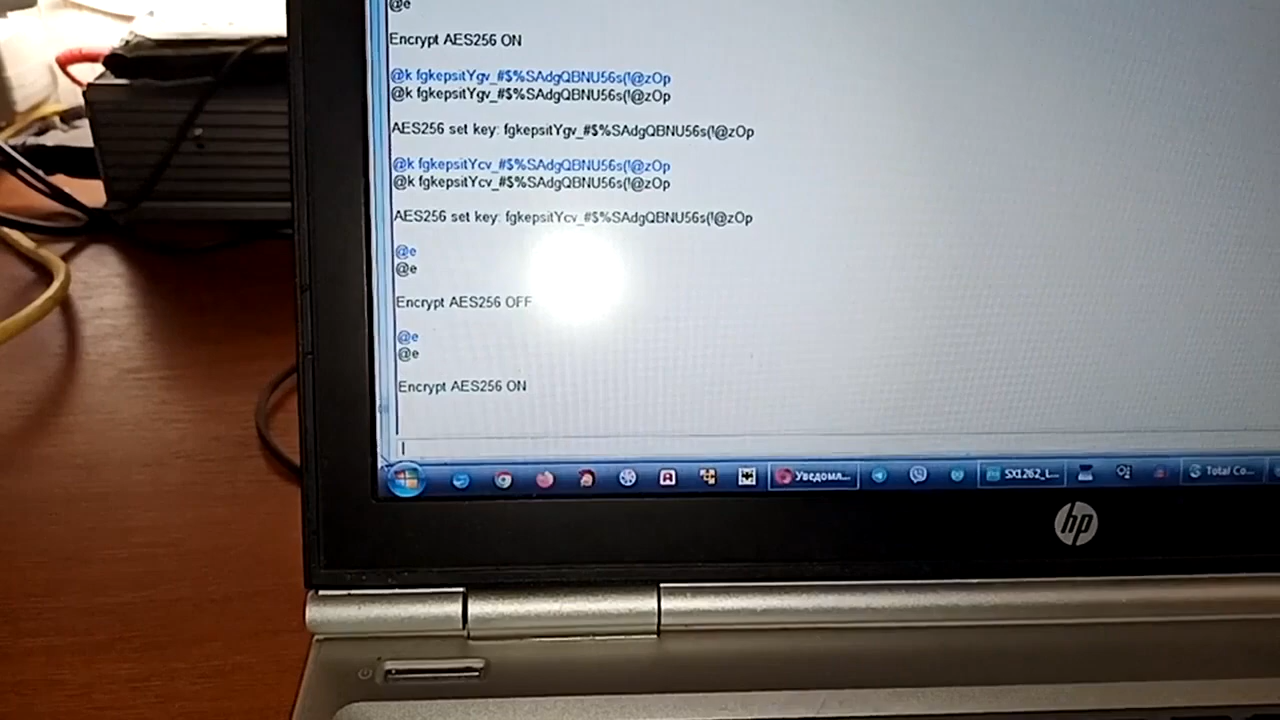 @e
Encrypt AES256 ON
@k fgkepsitYgv_#$%SAdgQBNU56s(!@zOp
@k fgkepsitYgv_#$%SAdgQBNU56s(!@zOp
AES256 set key: fgkepsitYgv_#$%SAdgQBNU56s(!@zOp
@k fgkepsitYcv_#$%SAdgQBNU56s(!@zOp
@k fgkepsitYcv_#$%SAdgQBNU56s(!@zOp
AES256 set key: fgkepsitYcv_#$%SAdgQBNU56s(!@zOp
@e
@e
Encrypt AES256 OFF
@e
@e
Encrypt AES256 ON
Уведомл... SX1262_L... Total Co...
hp